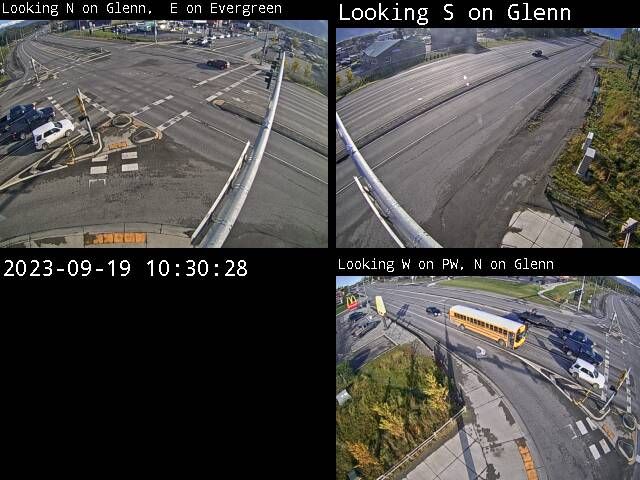 Looking N on Glenn,  E on Evergreen
Looking S on Glenn
2023-09-19 10:30:28
Looking W on PW, N on Glenn